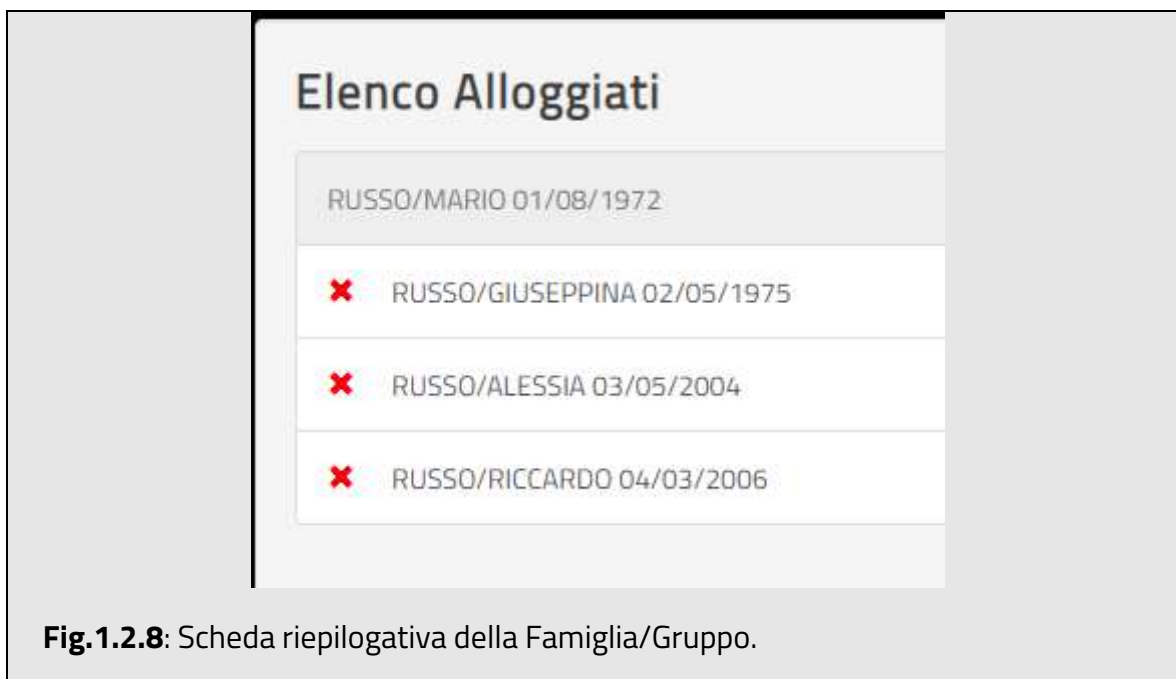 Elenco Alloggiati
RUSSO/MARIO 01/08/1972
RUSSO/GIUSEPPINA 02/05/1975
RUSSO/ALESSIA 03/05/2004
RUSSO/RICCARDO 04/03/2006
Fig.1.2.8: Scheda riepilogativa della Famiglia/Gruppo.